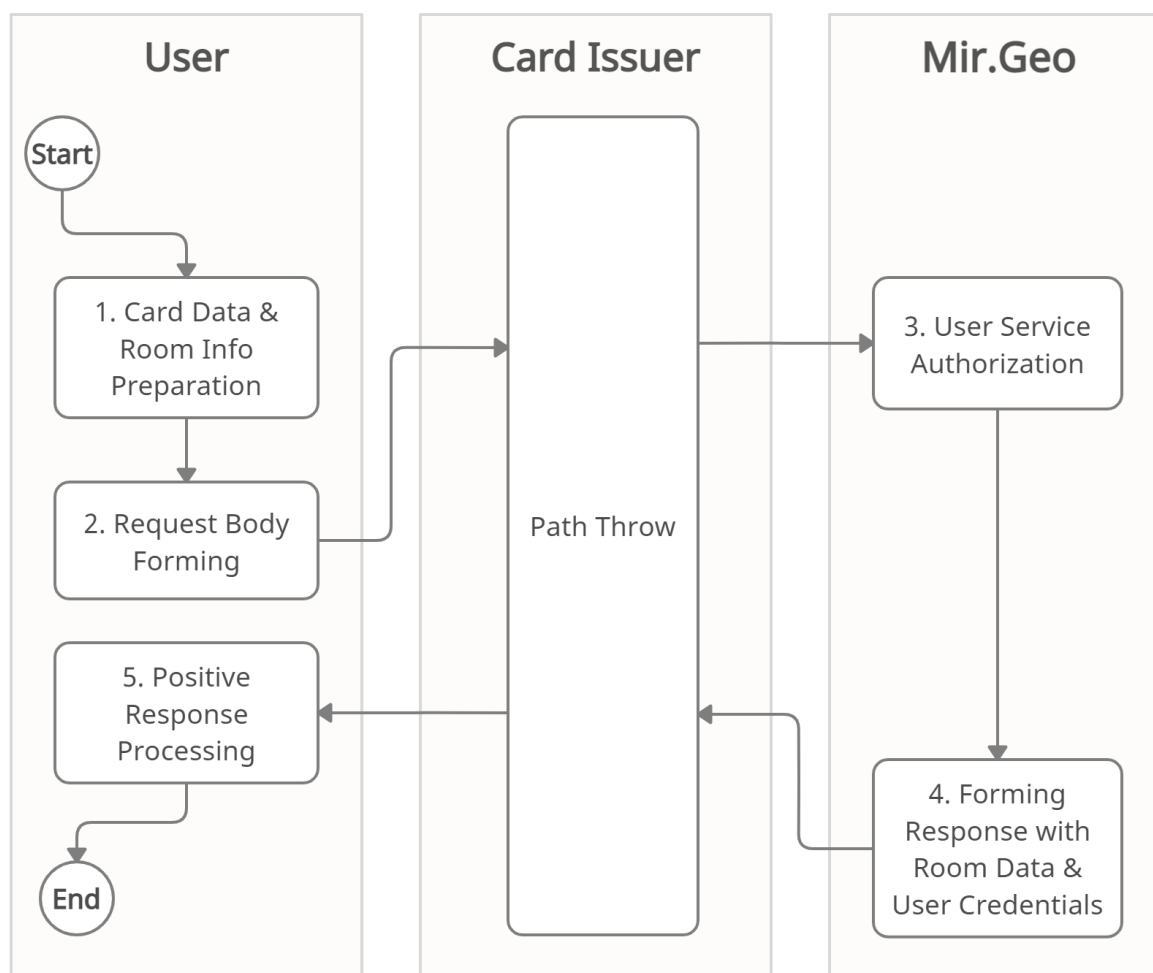 User
Card Issuer
Mir.Geo
Start
1. Card Data &
Room Info
Preparation
2. Request Body
Forming
Path Throw
3. User Service
Authorization
4. Forming
Response with
Room Data &
User Credentials
5. Positive
Response
Processing
End